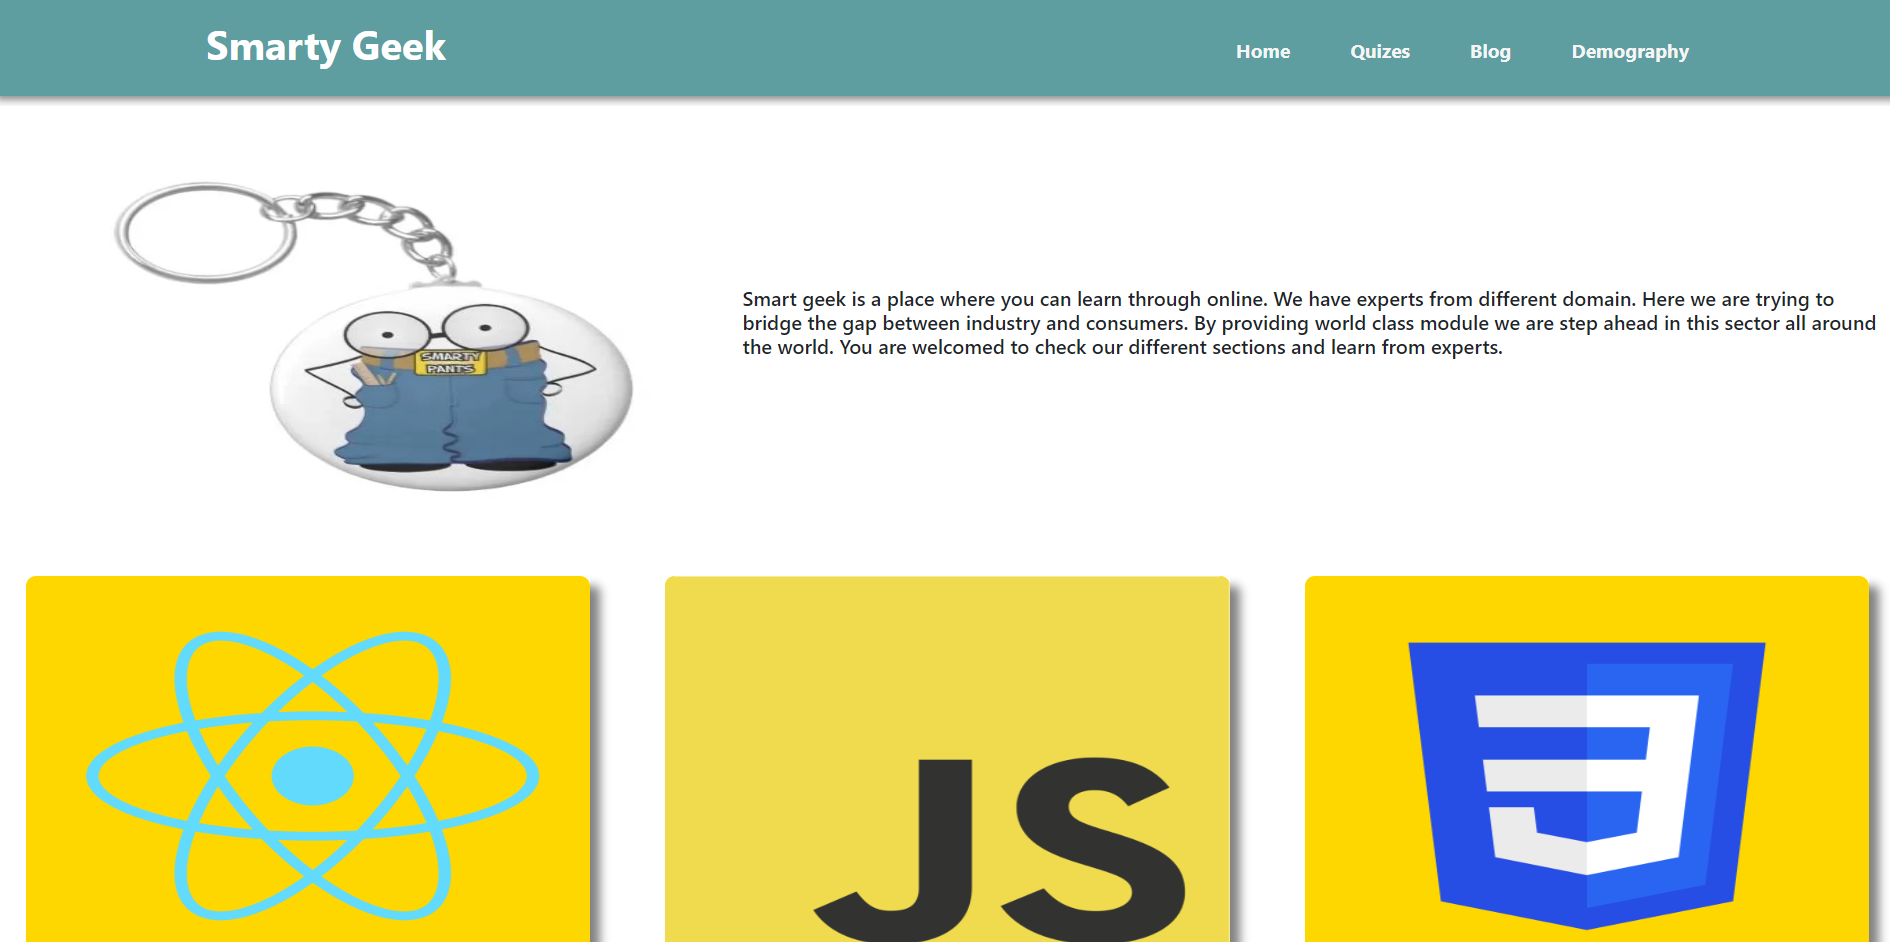 Smarty Geek
Home Quizes Blog Demography
SMARTY
PANTS
Smart geek is a place where you can learn through online. We have experts from different domain. Here we are trying to
bridge the gap between industry and consumers. By providing world class module we are step ahead in this sector all around
the world. You are welcomed to check our different sections and learn from experts.
JS
3